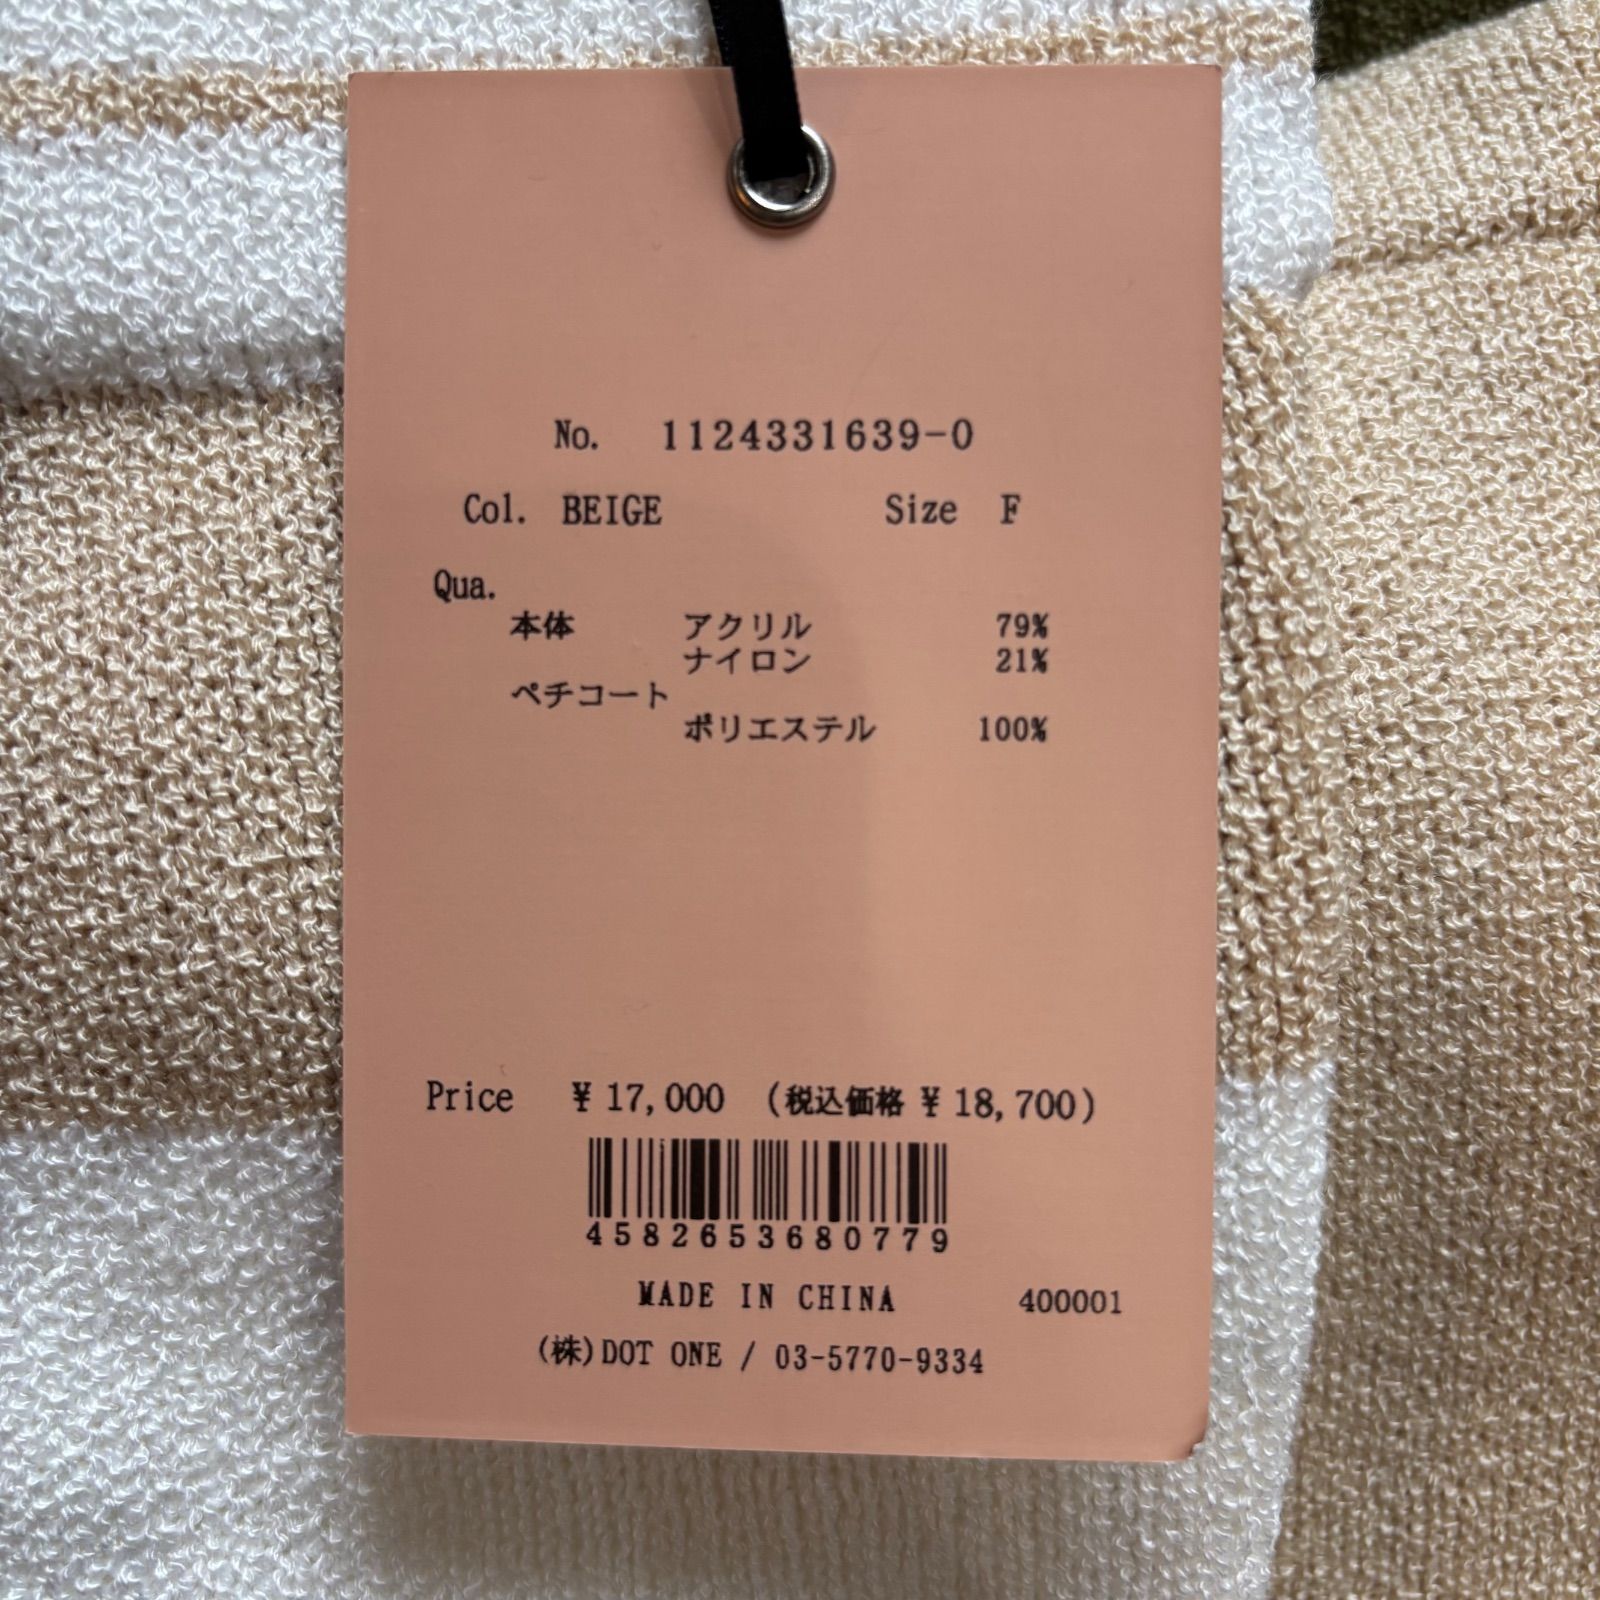 No. 1124331639-0
Col. BEIGE Size F
Qua.
本体 アクリル 79%
ナイロン 21%
ペチコート
ポリエステル 100%
Price ¥17,000 (税込価格 ¥18,700)
4582653680779
MADE IN CHINA 400001
(株)DOT ONE / 03-5770-9334